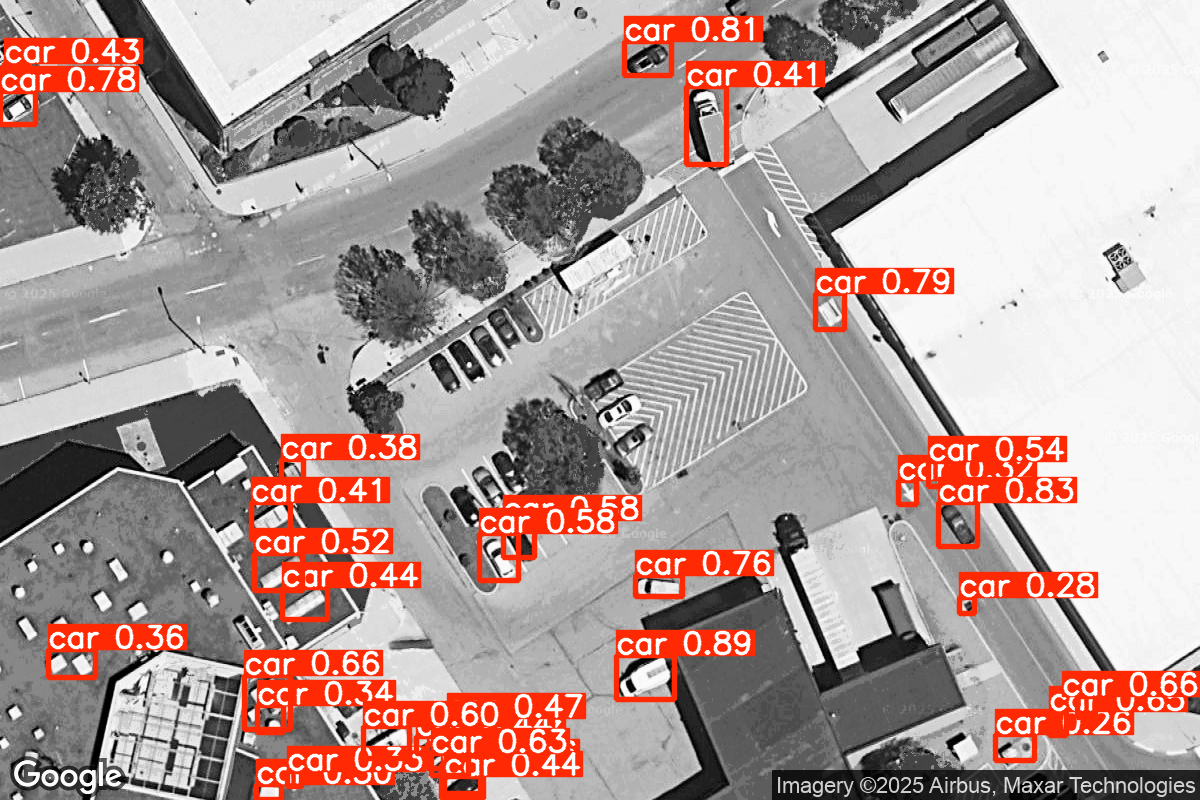 car 0.43
car 0.78
car 0.81
car 0.41
car 0.79
car 0.38
car 0.54
car 0.41
car 0.83
car 0.58
car 0.52
car 0.76
car 0.44
car 0.28
car 0.36
car 0.89
car 0.66
car 0.34
car 0.66
car 0.60
0.47
car 0.26
car 0.63
car 0.44
Google
Imagery ©2025 Airbus, Maxar Technologies